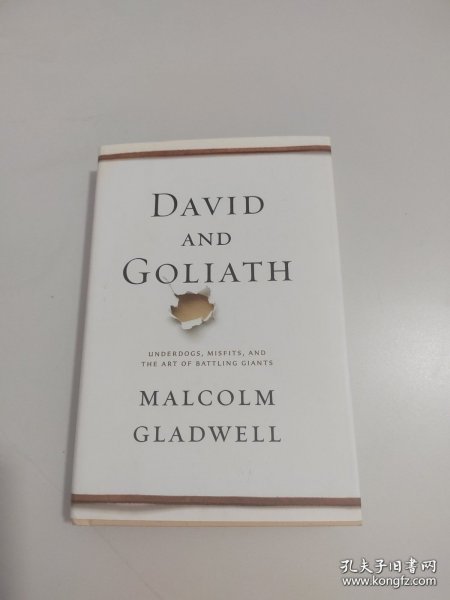 DAVID
AND
GOLIATH
UNDERDOGS, MISFITS, AND
THE ART OF BATTLING GIANTS
MALCOLM
GLADWELL
孔夫子旧书网
www.kongfz.com